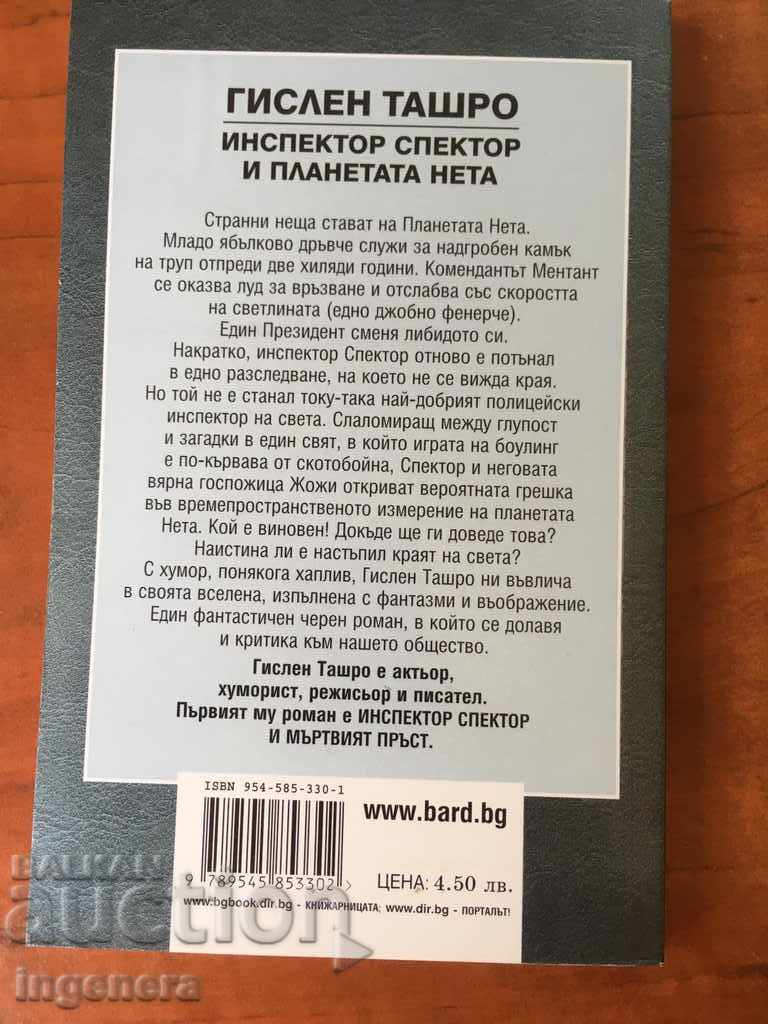 ГИСЛЕН ТАШРО
ИНСПЕКТОР СПЕКТОР
И ПЛАНЕТАТА НЕТА
Странни неща стават на Планетата Нета.
Младо ябълково дръвче служи за надгробен камък
на труп отпреди две хиляди години. Комендантът Ментант
се оказва луд за връзване и отслабва със скоростта
на светлината (едно джобно фенерче).
Един Президент сменя либидото си.
Накратко, инспектор Спектор отново е потънал
в едно разследване, на което не се вижда края.
Но той не е станал току-така най-добрият полицейски
инспектор на света. Слаломиращ между глупост
и загадки в един свят, в който играта на боулинг
е по-кървава от скотобойна, Спектор и неговата
вярна госпожица Жожи откриват вероятната грешка
във времепространственото измерение на планетата
Нета. Кой е виновен! Докъде ще ги доведе това?
Наистина ли е настъпил краят на света?
С хумор, понякога хаплив, Гислен Ташро ни въвлича
в своята вселена, изпълнена с фантазми и въображение.
Един фантастичен черен роман, в който се долавя
и критика към нашето общество.
Гислен Ташро е актьор,
хуморист, режисьор и писател.
Първият му роман е ИНСПЕКТОР СПЕКТОР
И МЪРТВИЯТ ПРЪСТ.
ISBN 954-585-330-1
www.bard.bg
9 789545 853302
ЦЕНА: 4.50 лв.
www.bgbook.dir.bg - КНИЖАРНИЦАТА; www.dir.bg - ПОРТАЛЪТ!
BALKAN
auction
ingenera